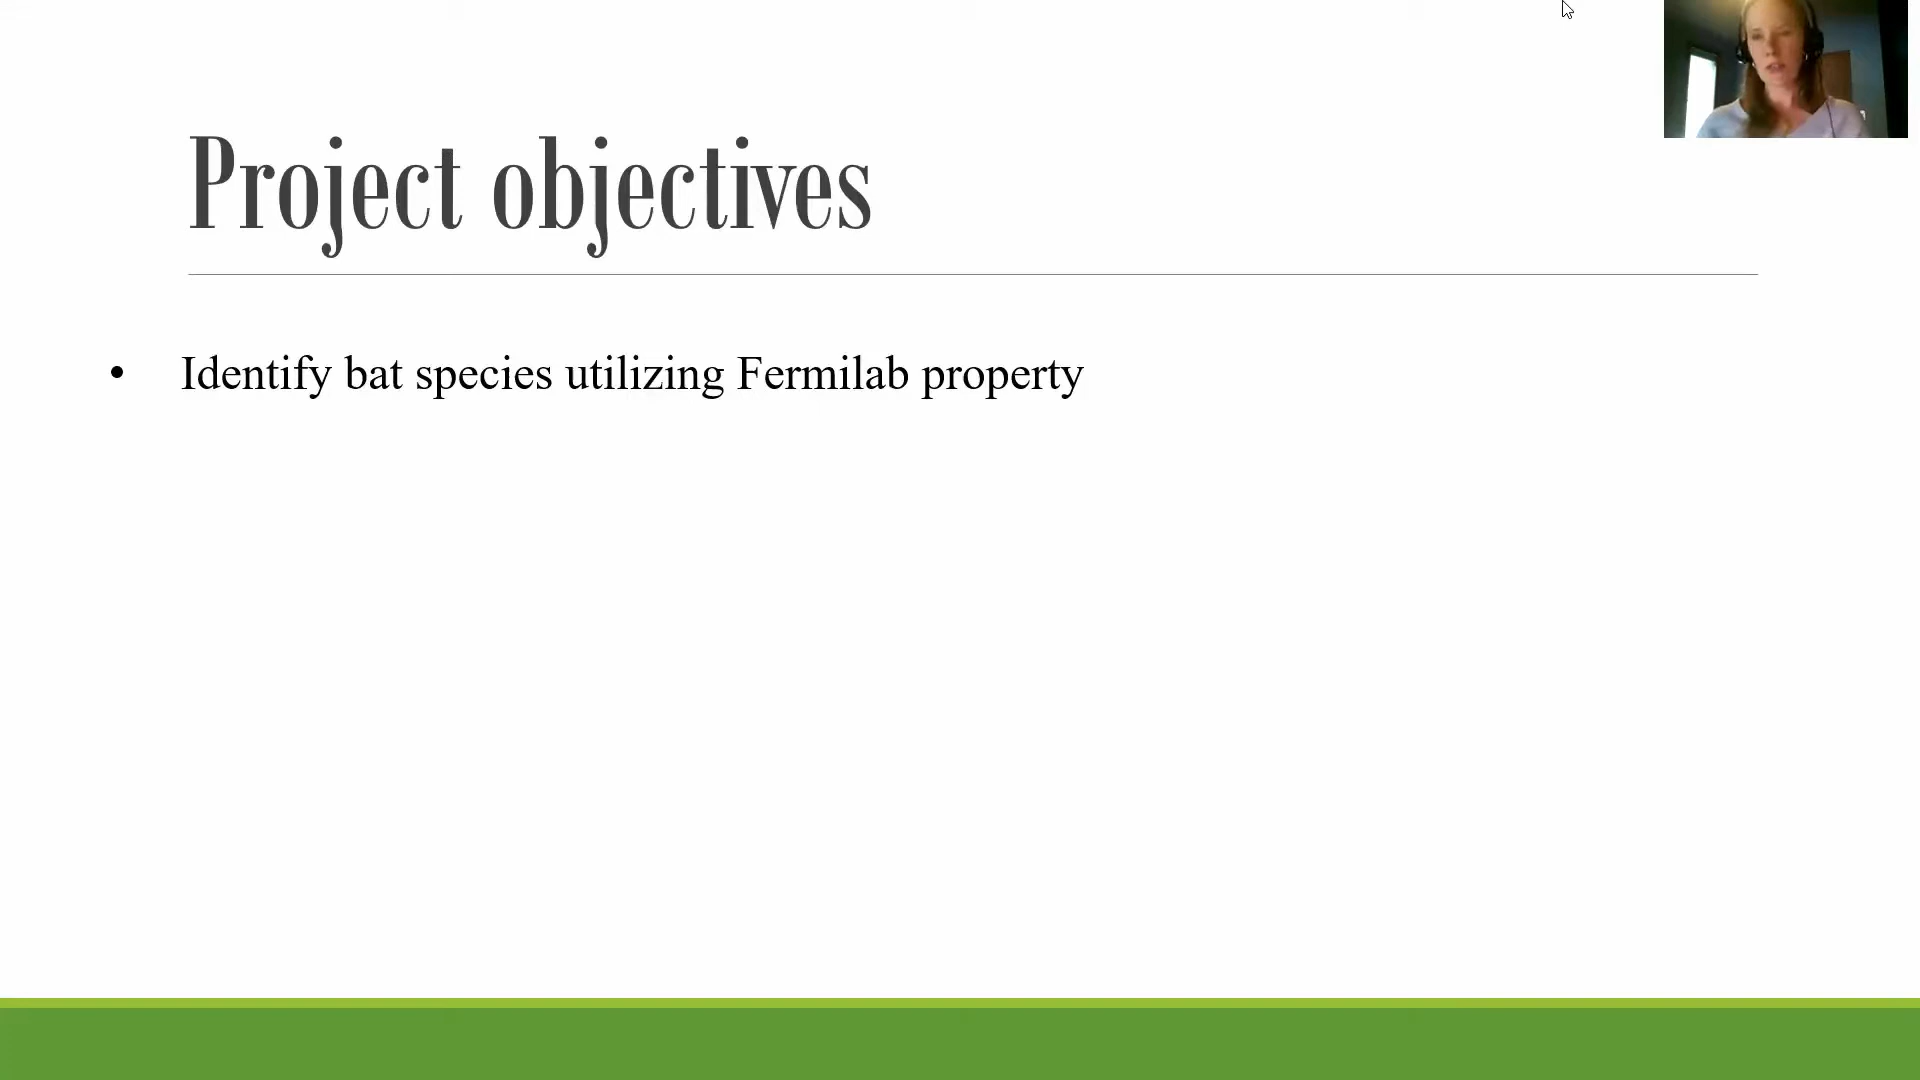 Project objectives
• Identify bat species utilizing Fermilab property